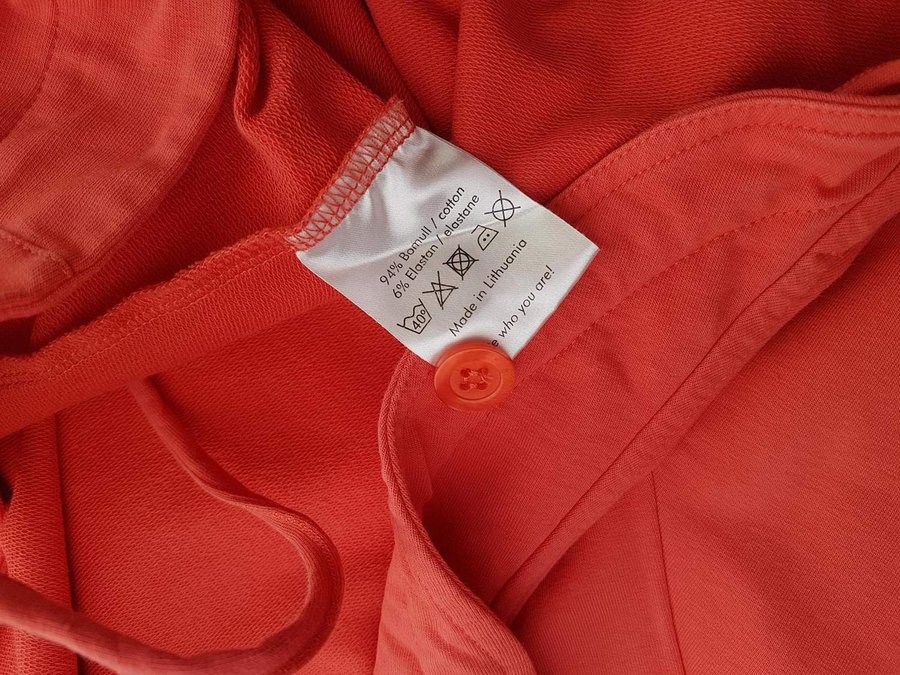 94% Bomull / cotton
6% Elastan / elastane
40°
Made in Lithuania
who you are!